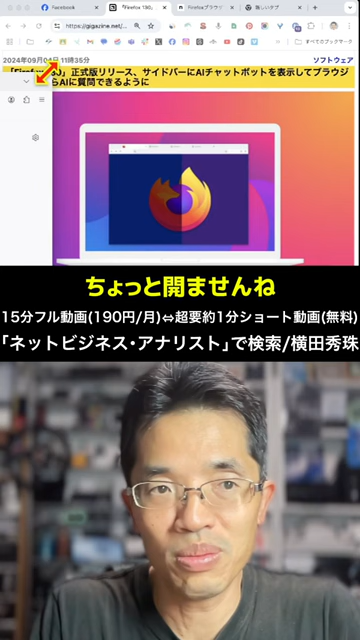 Facebook
「Firefox 130」
Firefoxブラウ
新しいタブ
https://gigazine.net/...
すべてのブックマーク
2024年09月04日 11時35分
ソフトウェア
正式版リリース、サイドバーにAIチャットボットを表示してブラウジ
らAIに質問できるように
ちょっと開ませんね
15分フル動画(190円/月)⇔超要約1分ショート動画(無料)
「ネットビジネス・アナリスト」で検索/横田秀珠